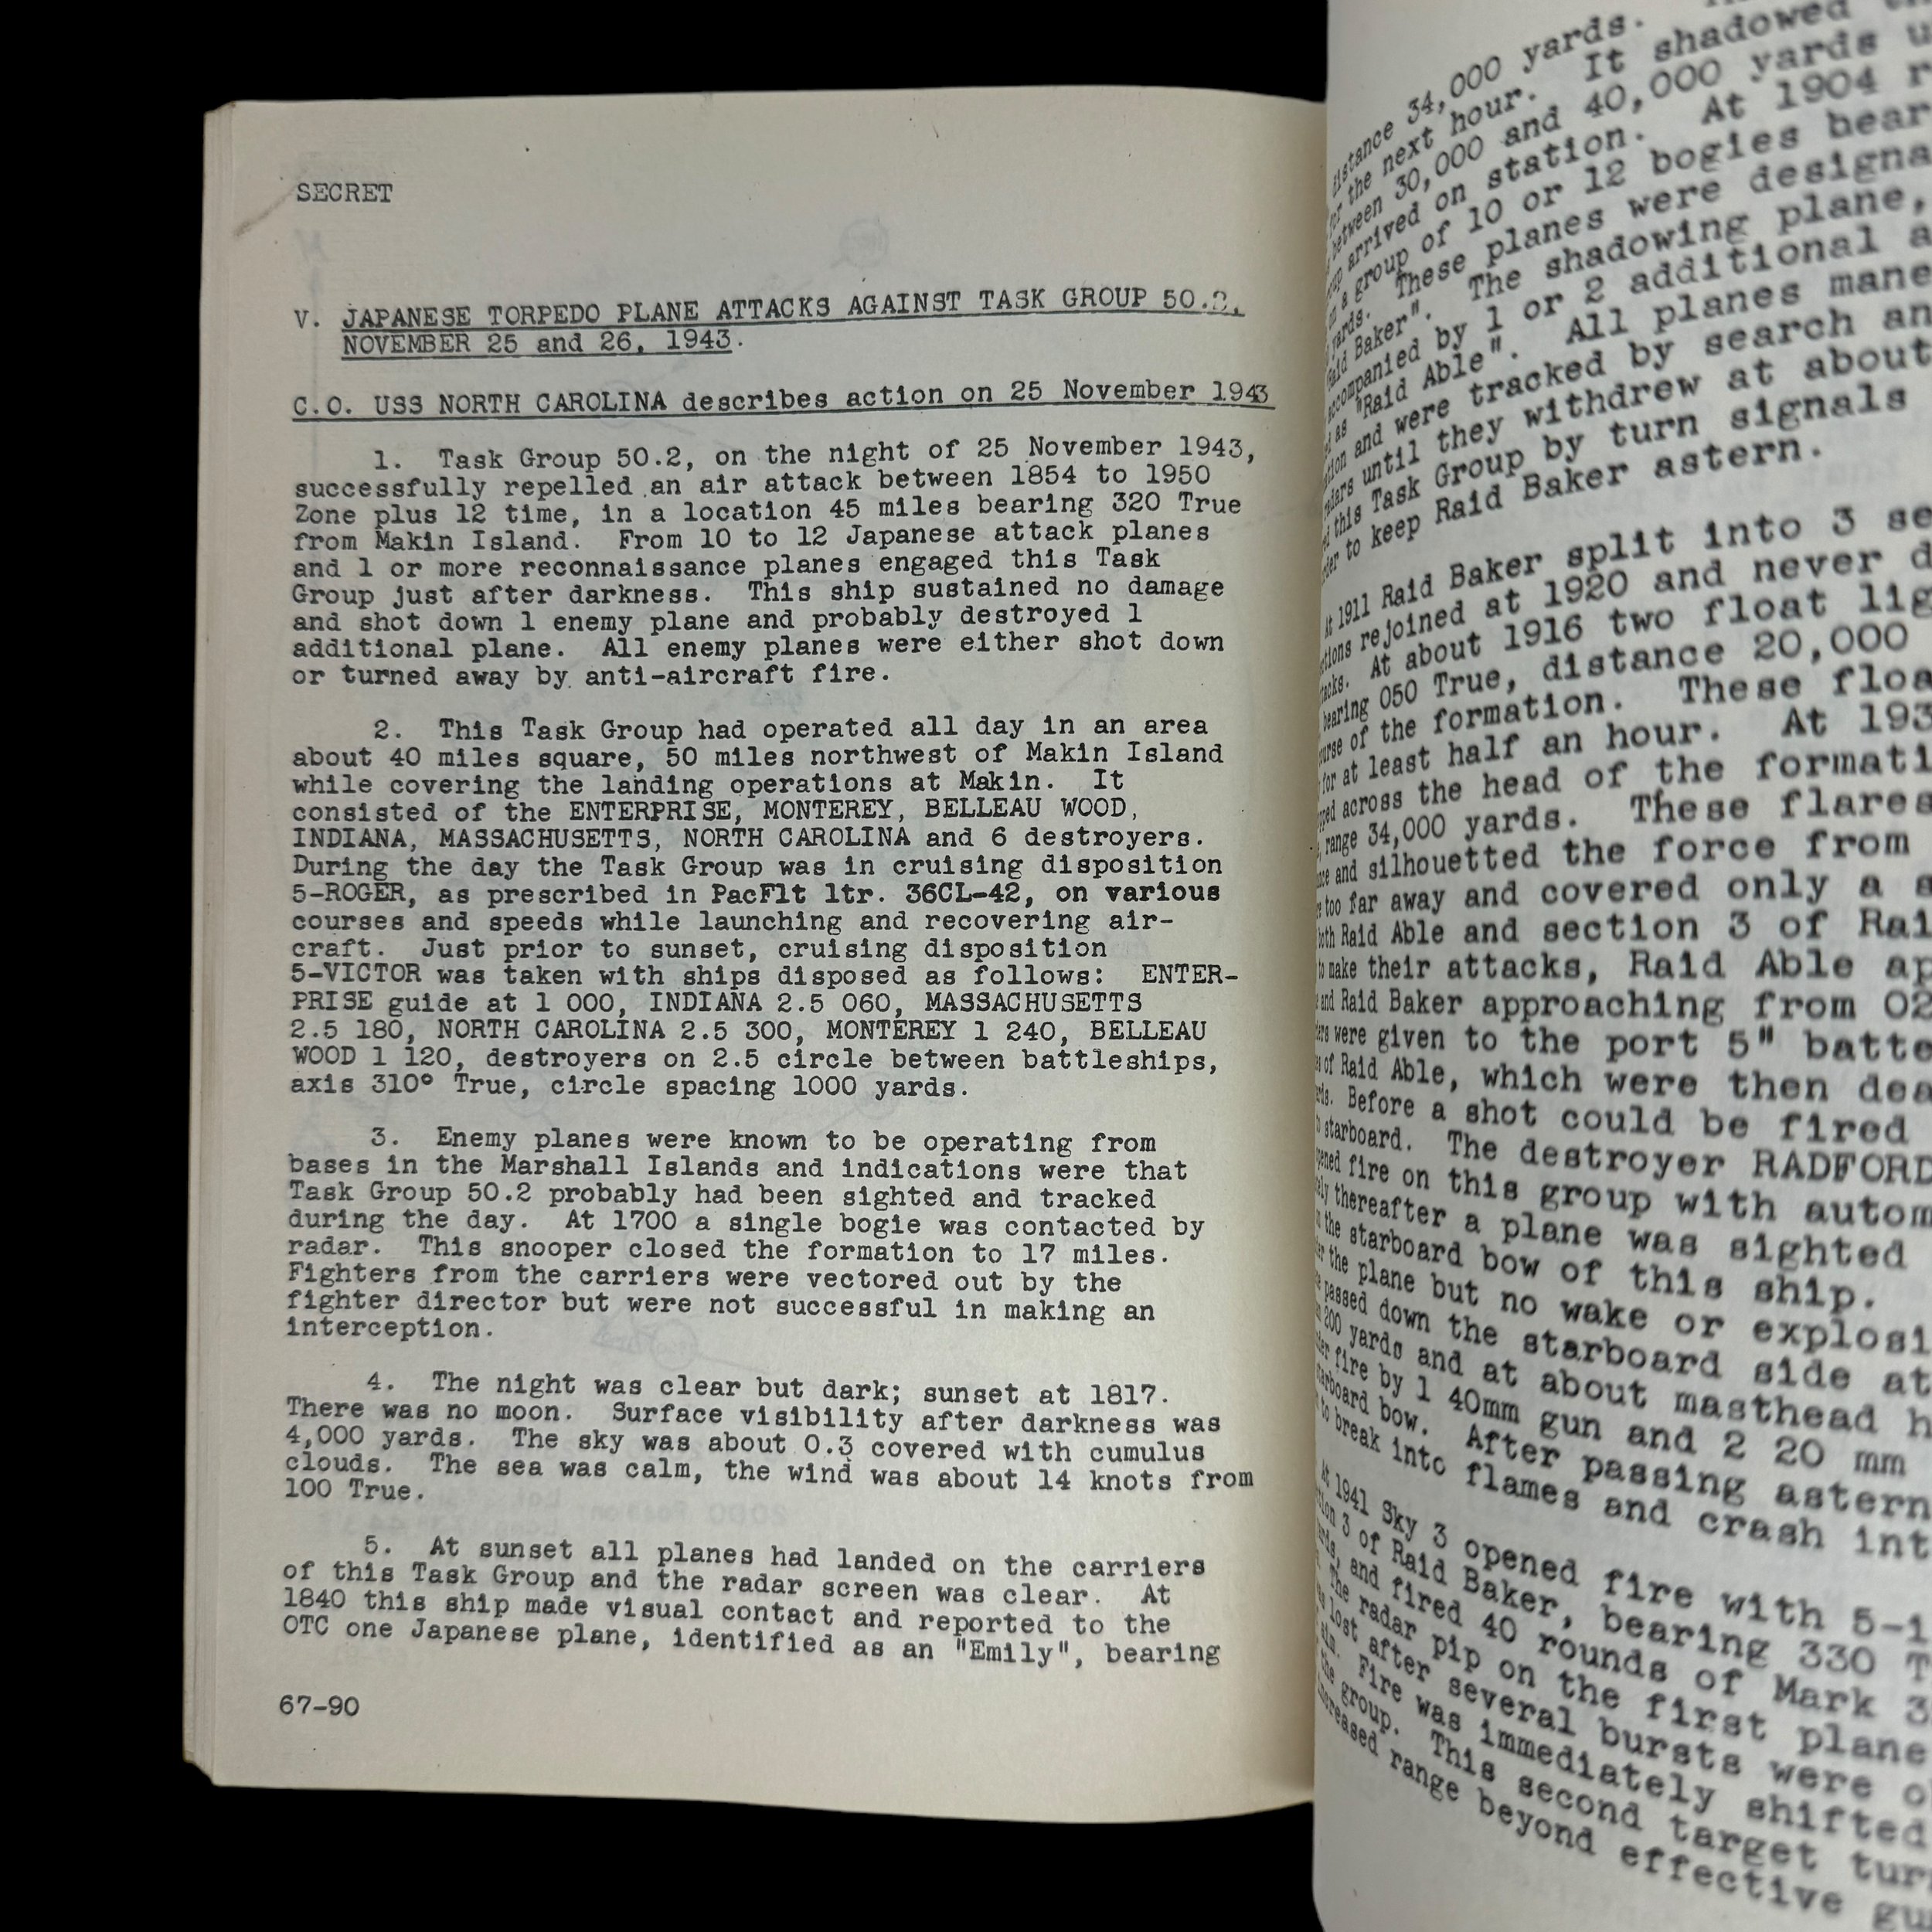 SECRET
V. JAPANESE TORPEDO PLANE ATTACKS AGAINST TASK GROUP 50.2,
NOVEMBER 25 and 26, 1943.
C.O. USS NORTH CAROLINA describes action on 25 November 1943
1. Task Group 50.2, on the night of 25 November 1943,
successfully repelled an air attack between 1854 to 1950
Zone plus 12 time, in a location 45 miles bearing 320 True
from Makin Island. From 10 to 12 Japanese attack planes
and 1 or more reconnaissance planes engaged this Task
Group just after darkness. This ship sustained no damage
and shot down 1 enemy plane and probably destroyed 1
additional plane. All enemy planes were either shot down
or turned away by anti-aircraft fire.
2. This Task Group had operated all day in an area
about 40 miles square, 50 miles northwest of Makin Island
while covering the landing operations at Makin. It
consisted of the ENTERPRISE, MONTEREY, BELLEAU WOOD,
INDIANA, MASSACHUSETTS, NORTH CAROLINA and 6 destroyers.
During the day the Task Group was in cruising disposition
5-ROGER, as prescribed in PacFlt ltr. 36CL-42, on various
courses and speeds while launching and recovering air-
craft. Just prior to sunset, cruising disposition
5-VICTOR was taken with ships disposed as follows: ENTER-
PRISE guide at 1 000, INDIANA 2.5 060, MASSACHUSETTS
2.5 180, NORTH CAROLINA 2.5 300, MONTEREY 1 240, BELLEAU
WOOD 1 120, destroyers on 2.5 circle between battleships,
axis 310° True, circle spacing 1000 yards.
3. Enemy planes were known to be operating from
bases in the Marshall Islands and indications were that
Task Group 50.2 probably had been sighted and tracked
during the day. At 1700 a single bogie was contacted by
radar. This snooper closed the formation to 17 miles.
Fighters from the carriers were vectored out by the
fighter director but were not successful in making an
interception.
4. The night was clear but dark; sunset at 1817.
There was no moon. Surface visibility after darkness was
4,000 yards. The sky was about 0.3 covered with cumulus
clouds. The sea was calm, the wind was about 14 knots from
100 True.
5. At sunset all planes had landed on the carriers
of this Task Group and the radar screen was clear. At
1840 this ship made visual contact and reported to the
OTC one Japanese plane, identified as an "Emily", bearing
67-90
34,000 yards.
the next hour. It shadowed
between 30,000 and 40,000 yards
arrived on station. At 1904
a group of 10 or 12 bogies
yards. These planes were
Baker". The shadowing plane,
accompanied by 1 or 2 additional
as "Raid Able". All planes
and were tracked by search
until they withdrew at about
this Task Group by turn signals
to keep Raid Baker astern.
At 1911 Raid Baker split into 3
rejoined at 1920 and never
At about 1916 two float
bearing 050 True, distance 20,000
of the formation. These
for at least half an hour. At
across the head of the
range 34,000 yards. These flares
and silhouetted the force from
too far away and covered only a
Raid Able and section 3 of
to make their attacks, Raid Able
and Raid Baker approaching from
were given to the port 5"
of Raid Able, which were then
Before a shot could be fired
starboard. The destroyer RADFORD
fire on this group with
thereafter a plane was sighted
the starboard bow of this ship.
the plane but no wake or
passed down the starboard side at
200 yards and at about masthead
fire by 1 40mm gun and 2 20 mm
bow. After passing astern
to break into flames and crash
At 1941 Sky 3 opened fire with
3 of Raid Baker, bearing 330
and fired 40 rounds of Mark
The radar pip on the first plane
lost after several bursts were
Fire was immediately shifted
the group. This second target
range beyond effective